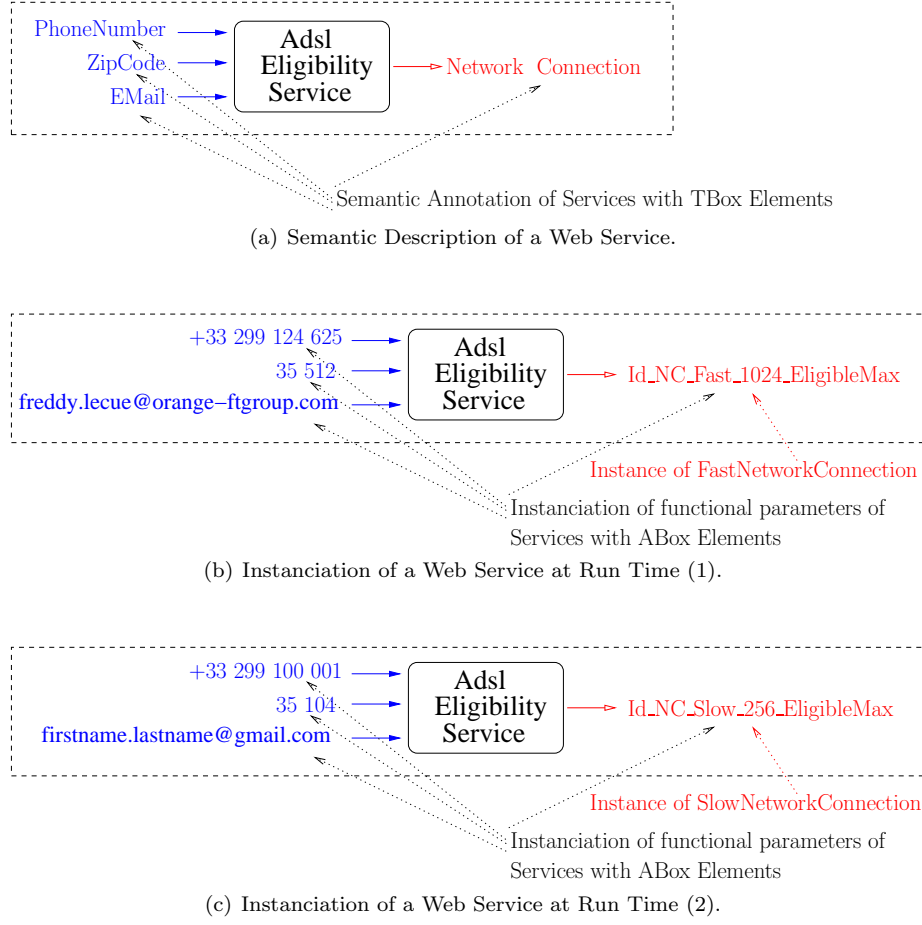 PhoneNumber
ZipCode
EMail
Adsl
Eligibility
Service
Network Connection
Semantic Annotation of Services with TBox Elements
(a) Semantic Description of a Web Service.
+33 299 124 625
35 512
freddy.lecue@orange-ftgroup.com
Adsl
Eligibility
Service
Id_NC_Fast_1024_EligibleMax
Instance of FastNetworkConnection
Instanciation of functional parameters of
Services with ABox Elements
(b) Instanciation of a Web Service at Run Time (1).
+33 299 100 001
35 104
firstname.lastname@gmail.com
Adsl
Eligibility
Service
Id_NC_Slow_256_EligibleMax
Instance of SlowNetworkConnection
Instanciation of functional parameters of
Services with ABox Elements
(c) Instanciation of a Web Service at Run Time (2).